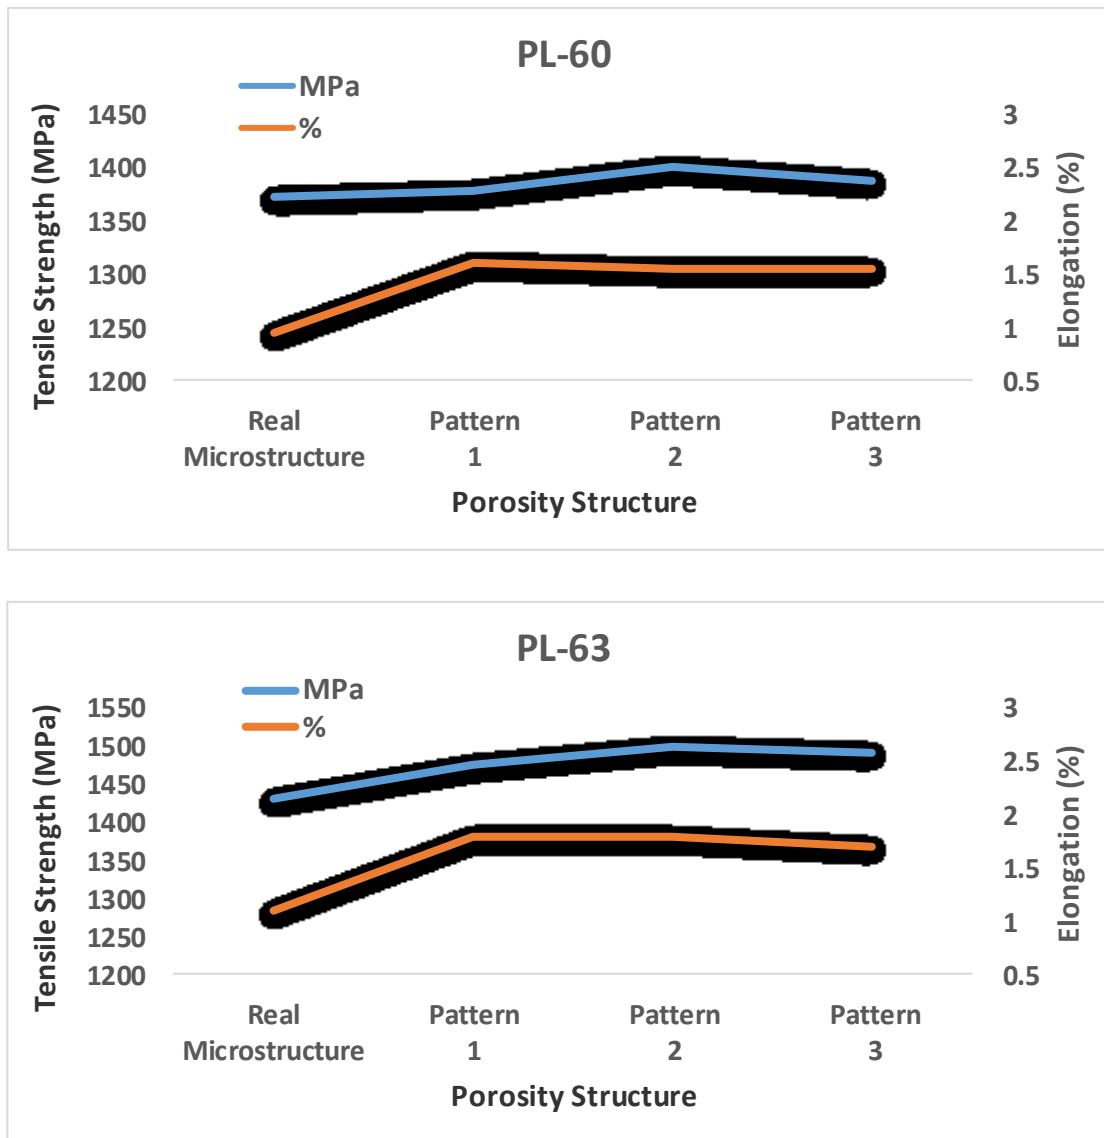 PL-60
MPa
%
Tensile Strength (MPa)
1450
1400
1350
1300
1250
1200
3
2.5
2
1.5
1
0.5
Elongation (%)
Real
Microstructure
Pattern
1
Pattern
2
Pattern
3
Porosity Structure
PL-63
MPa
%
Tensile Strength (MPa)
1550
1500
1450
1400
1350
1300
1250
1200
3
2.5
2
1.5
1
0.5
Elongation (%)
Real
Microstructure
Pattern
1
Pattern
2
Pattern
3
Porosity Structure